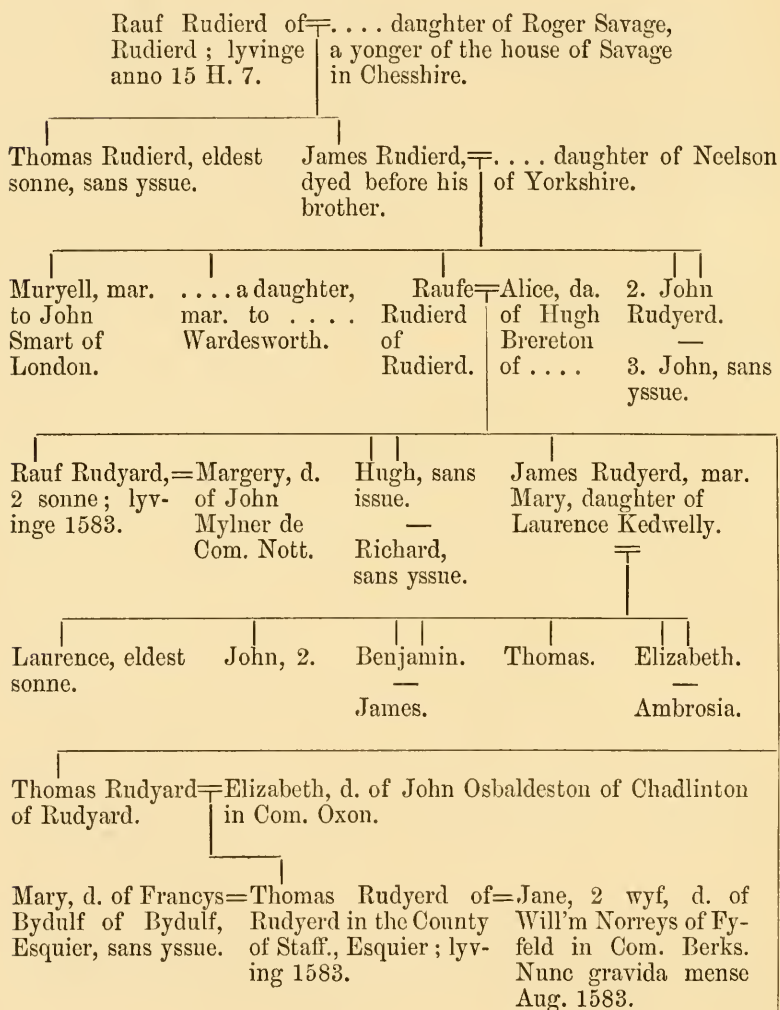 Rauf Rudierd of . . . . daughter of Roger Savage,
Rudierd ; lyvinge a yonger of the house of Savage
anno 15 H. 7. in Chesshire.
Thomas Rudierd, eldest
sonne, sans yssue.
James Rudierd, . . . . daughter of Neelson
dyed before his of Yorkshire.
brother.
Muryell, mar.
to John
Smart of
London.
. . . . a daughter,
mar. to . . . .
Wardesworth.
Raufe
Rudierd
of
Rudierd.
Alice, da.
of Hugh
Brereton
of . . . .
2. John
Rudyerd.
—
3. John, sans
yssue.
Rauf Rudyard,
2 sonne ; lyv-
inge 1583.
=Margery, d.
of John
Mylner de
Com. Nott.
Hugh, sans
issue.
—
Richard,
sans yssue.
James Rudyerd, mar.
Mary, daughter of
Laurence Kedwelly.
Laurence, eldest
sonne.
John, 2.
Benjamin.
—
James.
Thomas.
Elizabeth.
—
Ambrosia.
Thomas Rudyard
of Rudyard.
Elizabeth, d. of John Osbaldeston of Chadlinton
in Com. Oxon.
Mary, d. of Francys
Bydulf of Bydulf,
Esquier, sans yssue.
=Thomas Rudyerd of
Rudyerd in the County
of Staff., Esquier ; lyv-
ing 1583.
=Jane, 2 wyf, d. of
Will'm Norreys of Fy-
feld in Com. Berks.
Nunc gravida mense
Aug. 1583.